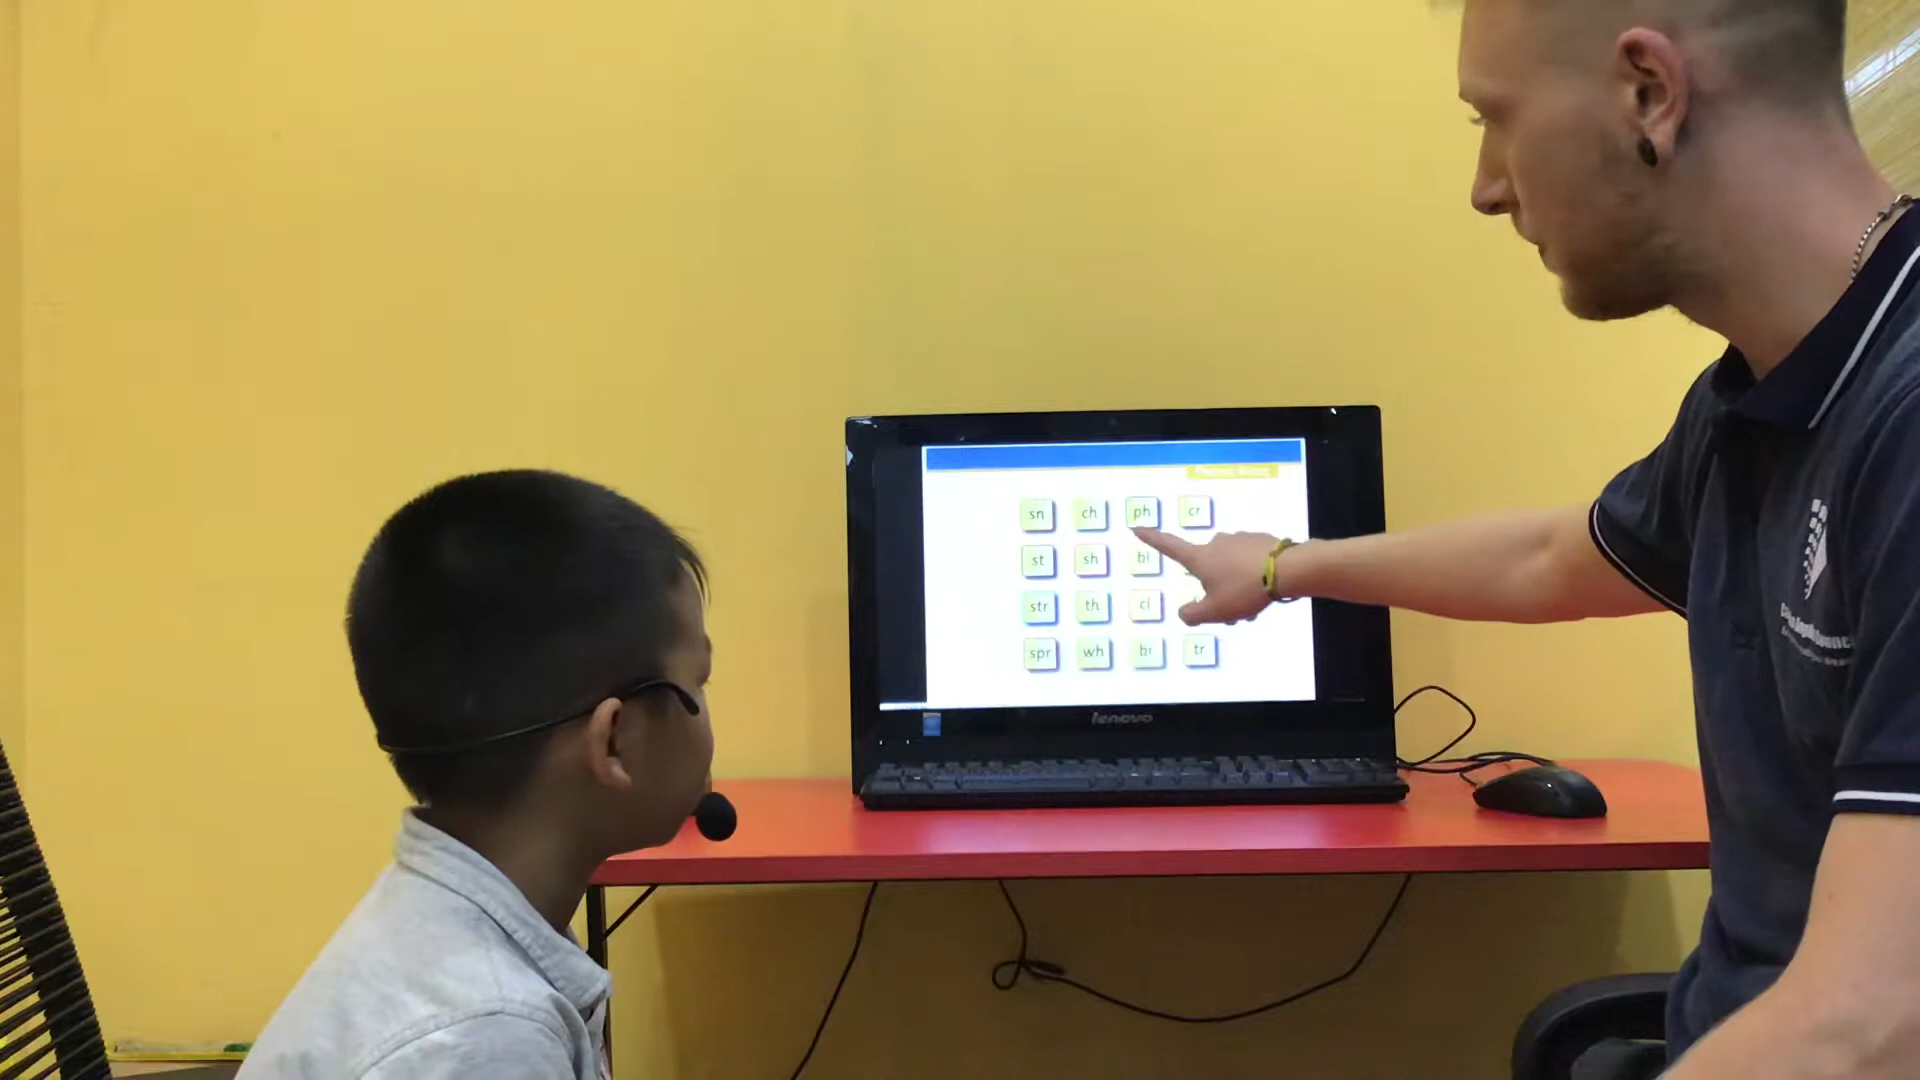 sn ch ph cr
st sh bl
str th cl
spr wh br tr
lenovo